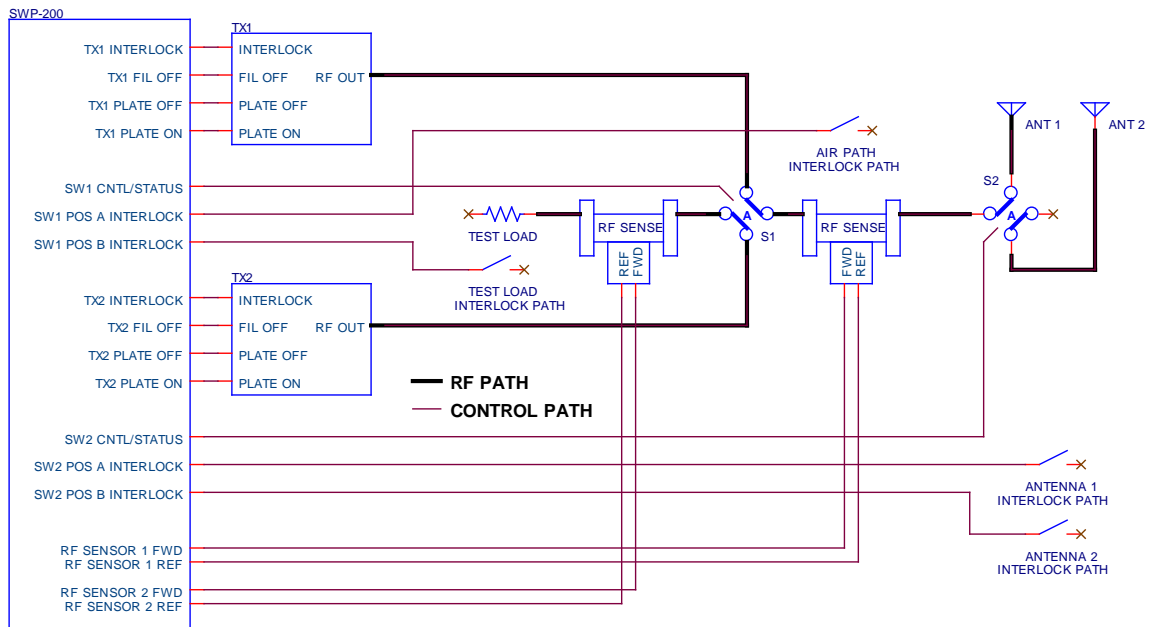 SWP-200
TX1
TX1 INTERLOCK
INTERLOCK
TX1 FIL OFF
FIL OFF
RF OUT
TX1 PLATE OFF
PLATE OFF
TX1 PLATE ON
PLATE ON
ANT 1
ANT 2
AIR PATH
INTERLOCK PATH
SW1 CNTL/STATUS
SW1 POS A INTERLOCK
SW1 POS B INTERLOCK
TEST LOAD
RF SENSE
REF
FWD
A
S1
RF SENSE
FWD
REF
S2
A
TEST LOAD
INTERLOCK PATH
TX2
TX2 INTERLOCK
INTERLOCK
TX2 FIL OFF
FIL OFF
RF OUT
TX2 PLATE OFF
PLATE OFF
TX2 PLATE ON
PLATE ON
RF PATH
CONTROL PATH
SW2 CNTL/STATUS
SW2 POS A INTERLOCK
SW2 POS B INTERLOCK
ANTENNA 1
INTERLOCK PATH
ANTENNA 2
INTERLOCK PATH
RF SENSOR 1 FWD
RF SENSOR 1 REF
RF SENSOR 2 FWD
RF SENSOR 2 REF